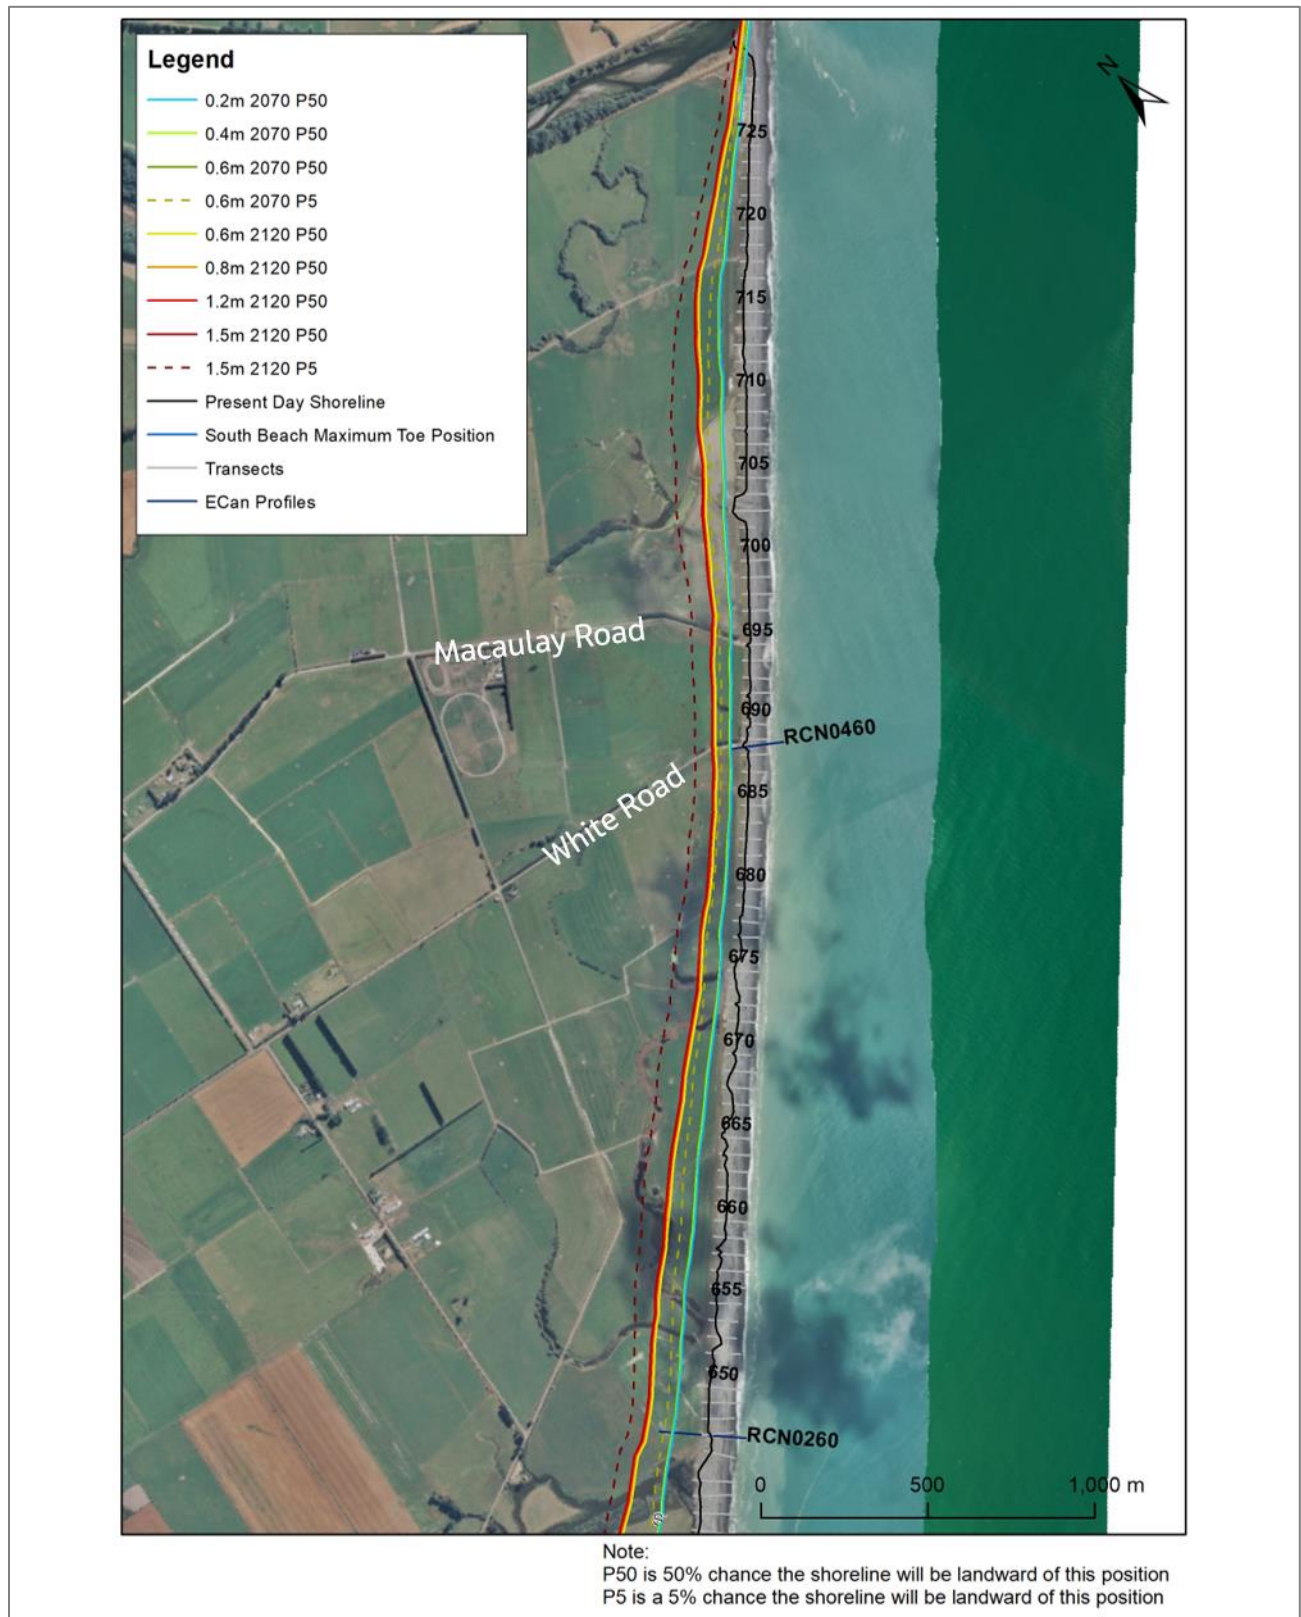 Legend
0.2m 2070 P50
0.4m 2070 P50
0.6m 2070 P50
0.6m 2070 P5
0.6m 2120 P50
0.8m 2120 P50
1.2m 2120 P50
1.5m 2120 P50
1.5m 2120 P5
Present Day Shoreline
South Beach Maximum Toe Position
Transects
ECan Profiles
N
725
720
715
710
705
700
Macaulay Road
695
690
RCN0460
White Road
685
680
675
670
665
660
655
650
RCN0260
0 500 1,000 m
Note:
P50 is 50% chance the shoreline will be landward of this position
P5 is a 5% chance the shoreline will be landward of this position